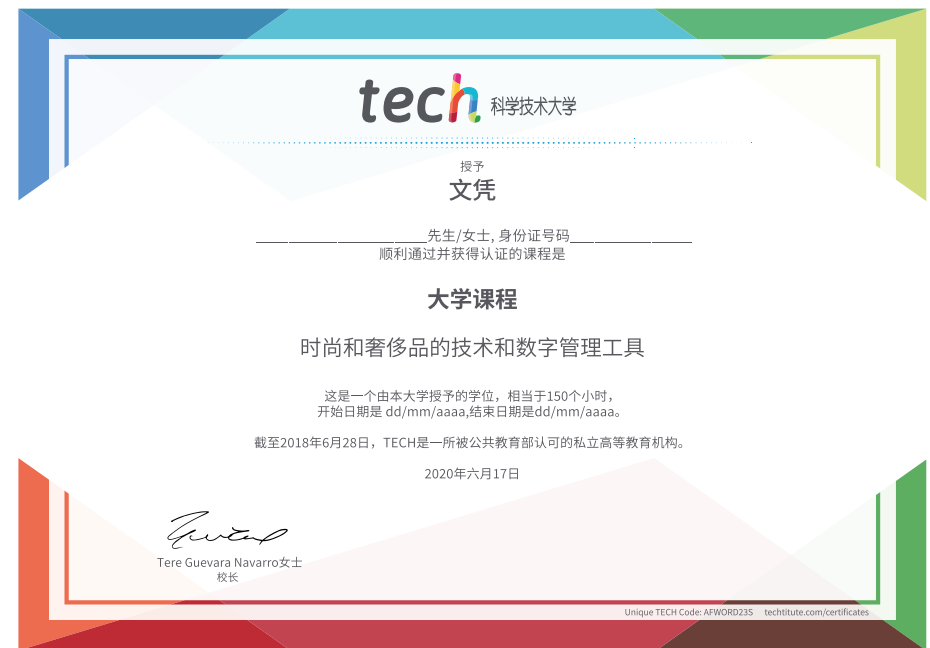 tech 科学技术大学
授予
文凭
________________________先生/女士, 身份证号码_________________
顺利通过并获得认证的课程是
大学课程
时尚和奢侈品的技术和数字管理工具
这是一个由本大学授予的学位，相当于150个小时，
开始日期是 dd/mm/aaaa,结束日期是dd/mm/aaaa。
截至2018年6月28日，TECH是一所被公共教育部认可的私立高等教育机构。
2020年六月17日
Tere Guevara Navarro女士
校长
Unique TECH Code: AFWORD23S techtitute.com/certificates